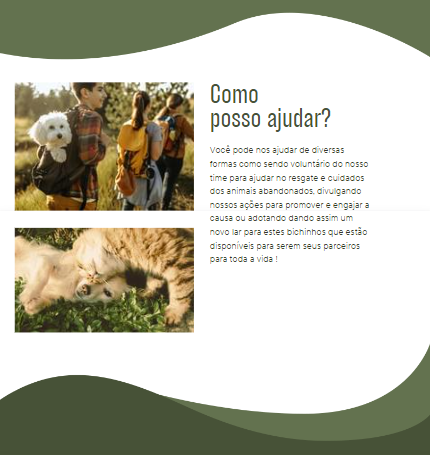 Como
posso ajudar?
Você pode nos ajudar de diversas
formas como sendo voluntário do nosso
time para ajudar no resgate e cuidados
dos animais abandonados, divulgando
nossos ações para promover e engajar a
causa ou adotando dando assim um
novo lar para estes bichinhos que estão
disponíveis para serem seus parceiros
para toda a vida !